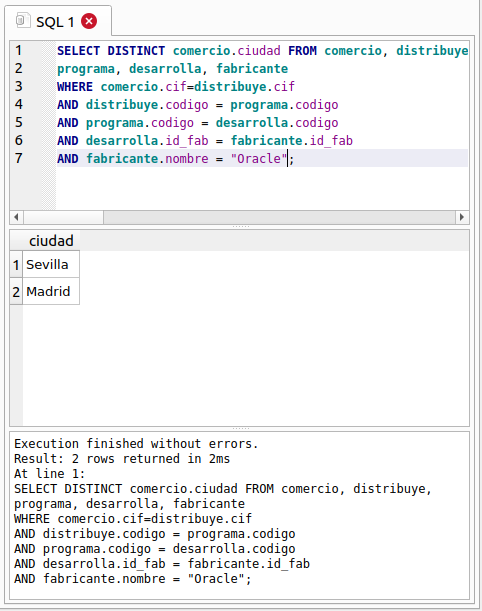 SQL 1
1 SELECT DISTINCT comercio.ciudad FROM comercio, distribuye
2 programa, desarrolla, fabricante
3 WHERE comercio.cif=distribuye.cif
4 AND distribuye.codigo = programa.codigo
5 AND programa.codigo = desarrolla.codigo
6 AND desarrolla.id_fab = fabricante.id_fab
7 AND fabricante.nombre = "Oracle";
ciudad
1 Sevilla
2 Madrid
Execution finished without errors.
Result: 2 rows returned in 2ms
At line 1:
SELECT DISTINCT comercio.ciudad FROM comercio, distribuye,
programa, desarrolla, fabricante
WHERE comercio.cif=distribuye.cif
AND distribuye.codigo = programa.codigo
AND programa.codigo = desarrolla.codigo
AND desarrolla.id_fab = fabricante.id_fab
AND fabricante.nombre = "Oracle";